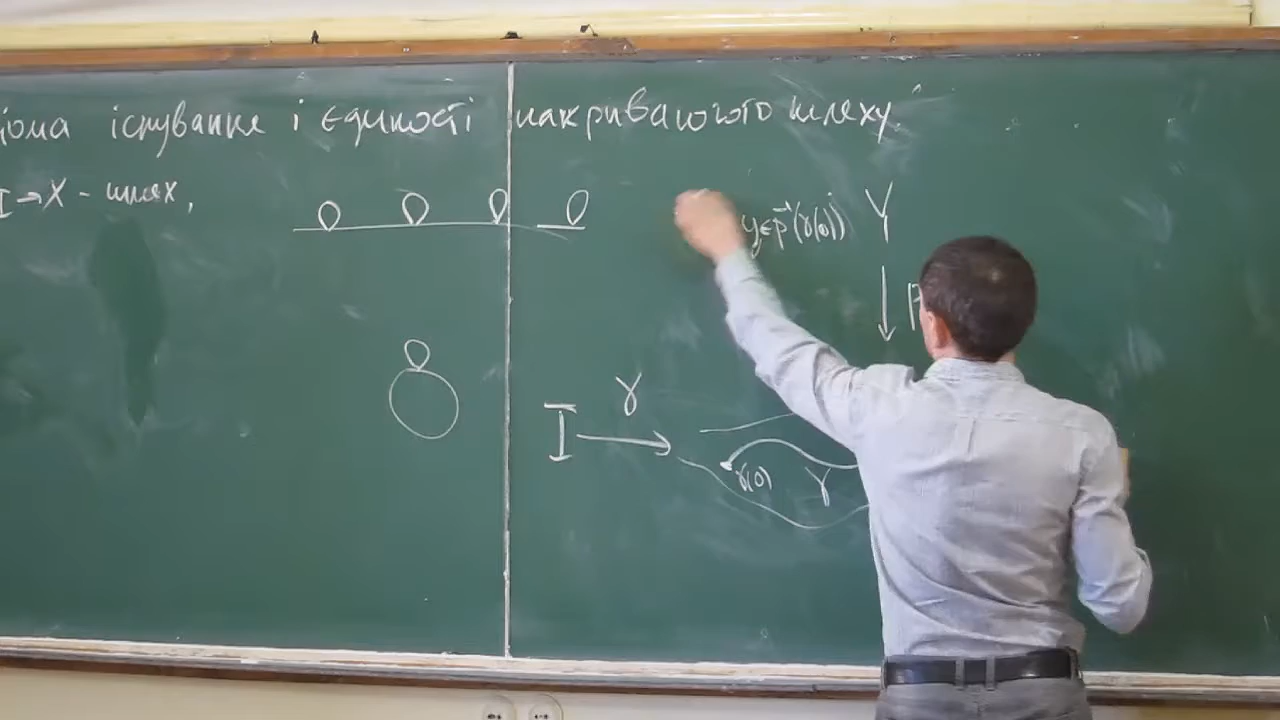 іома існування і єдиності накриваючого шляху.
I → X - шлях,
y∈p⁻¹(γ(0)) Y
p
γ
I
γ(0) γ